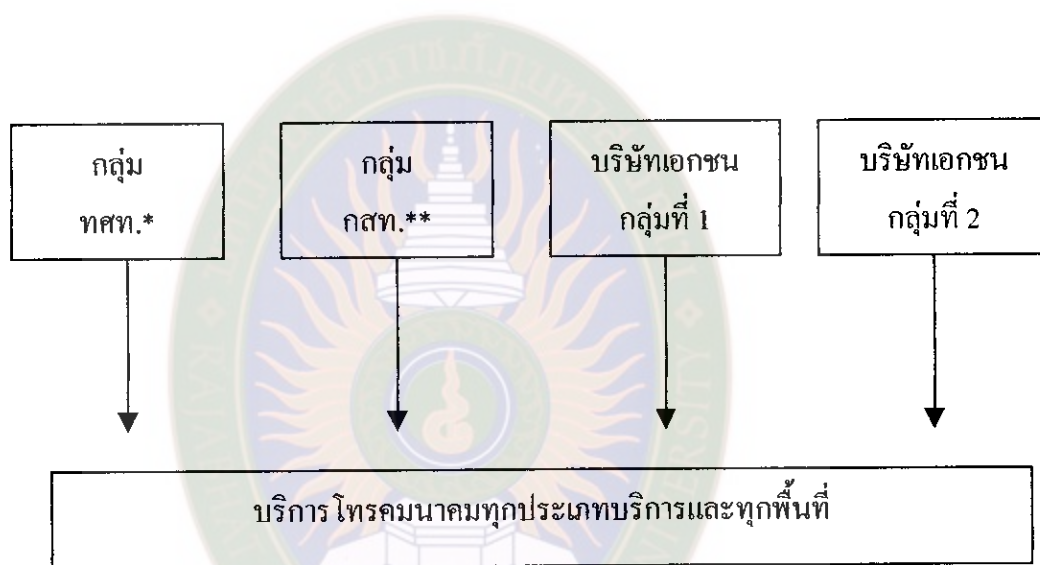 กลุ่ม
ทศท.*
กลุ่ม
กสท.**
บริษัทเอกชน
กลุ่มที่ 1
บริษัทเอกชน
กลุ่มที่ 2
บริการโทรคมนาคมทุกประเภทบริการและทุกพื้นที่